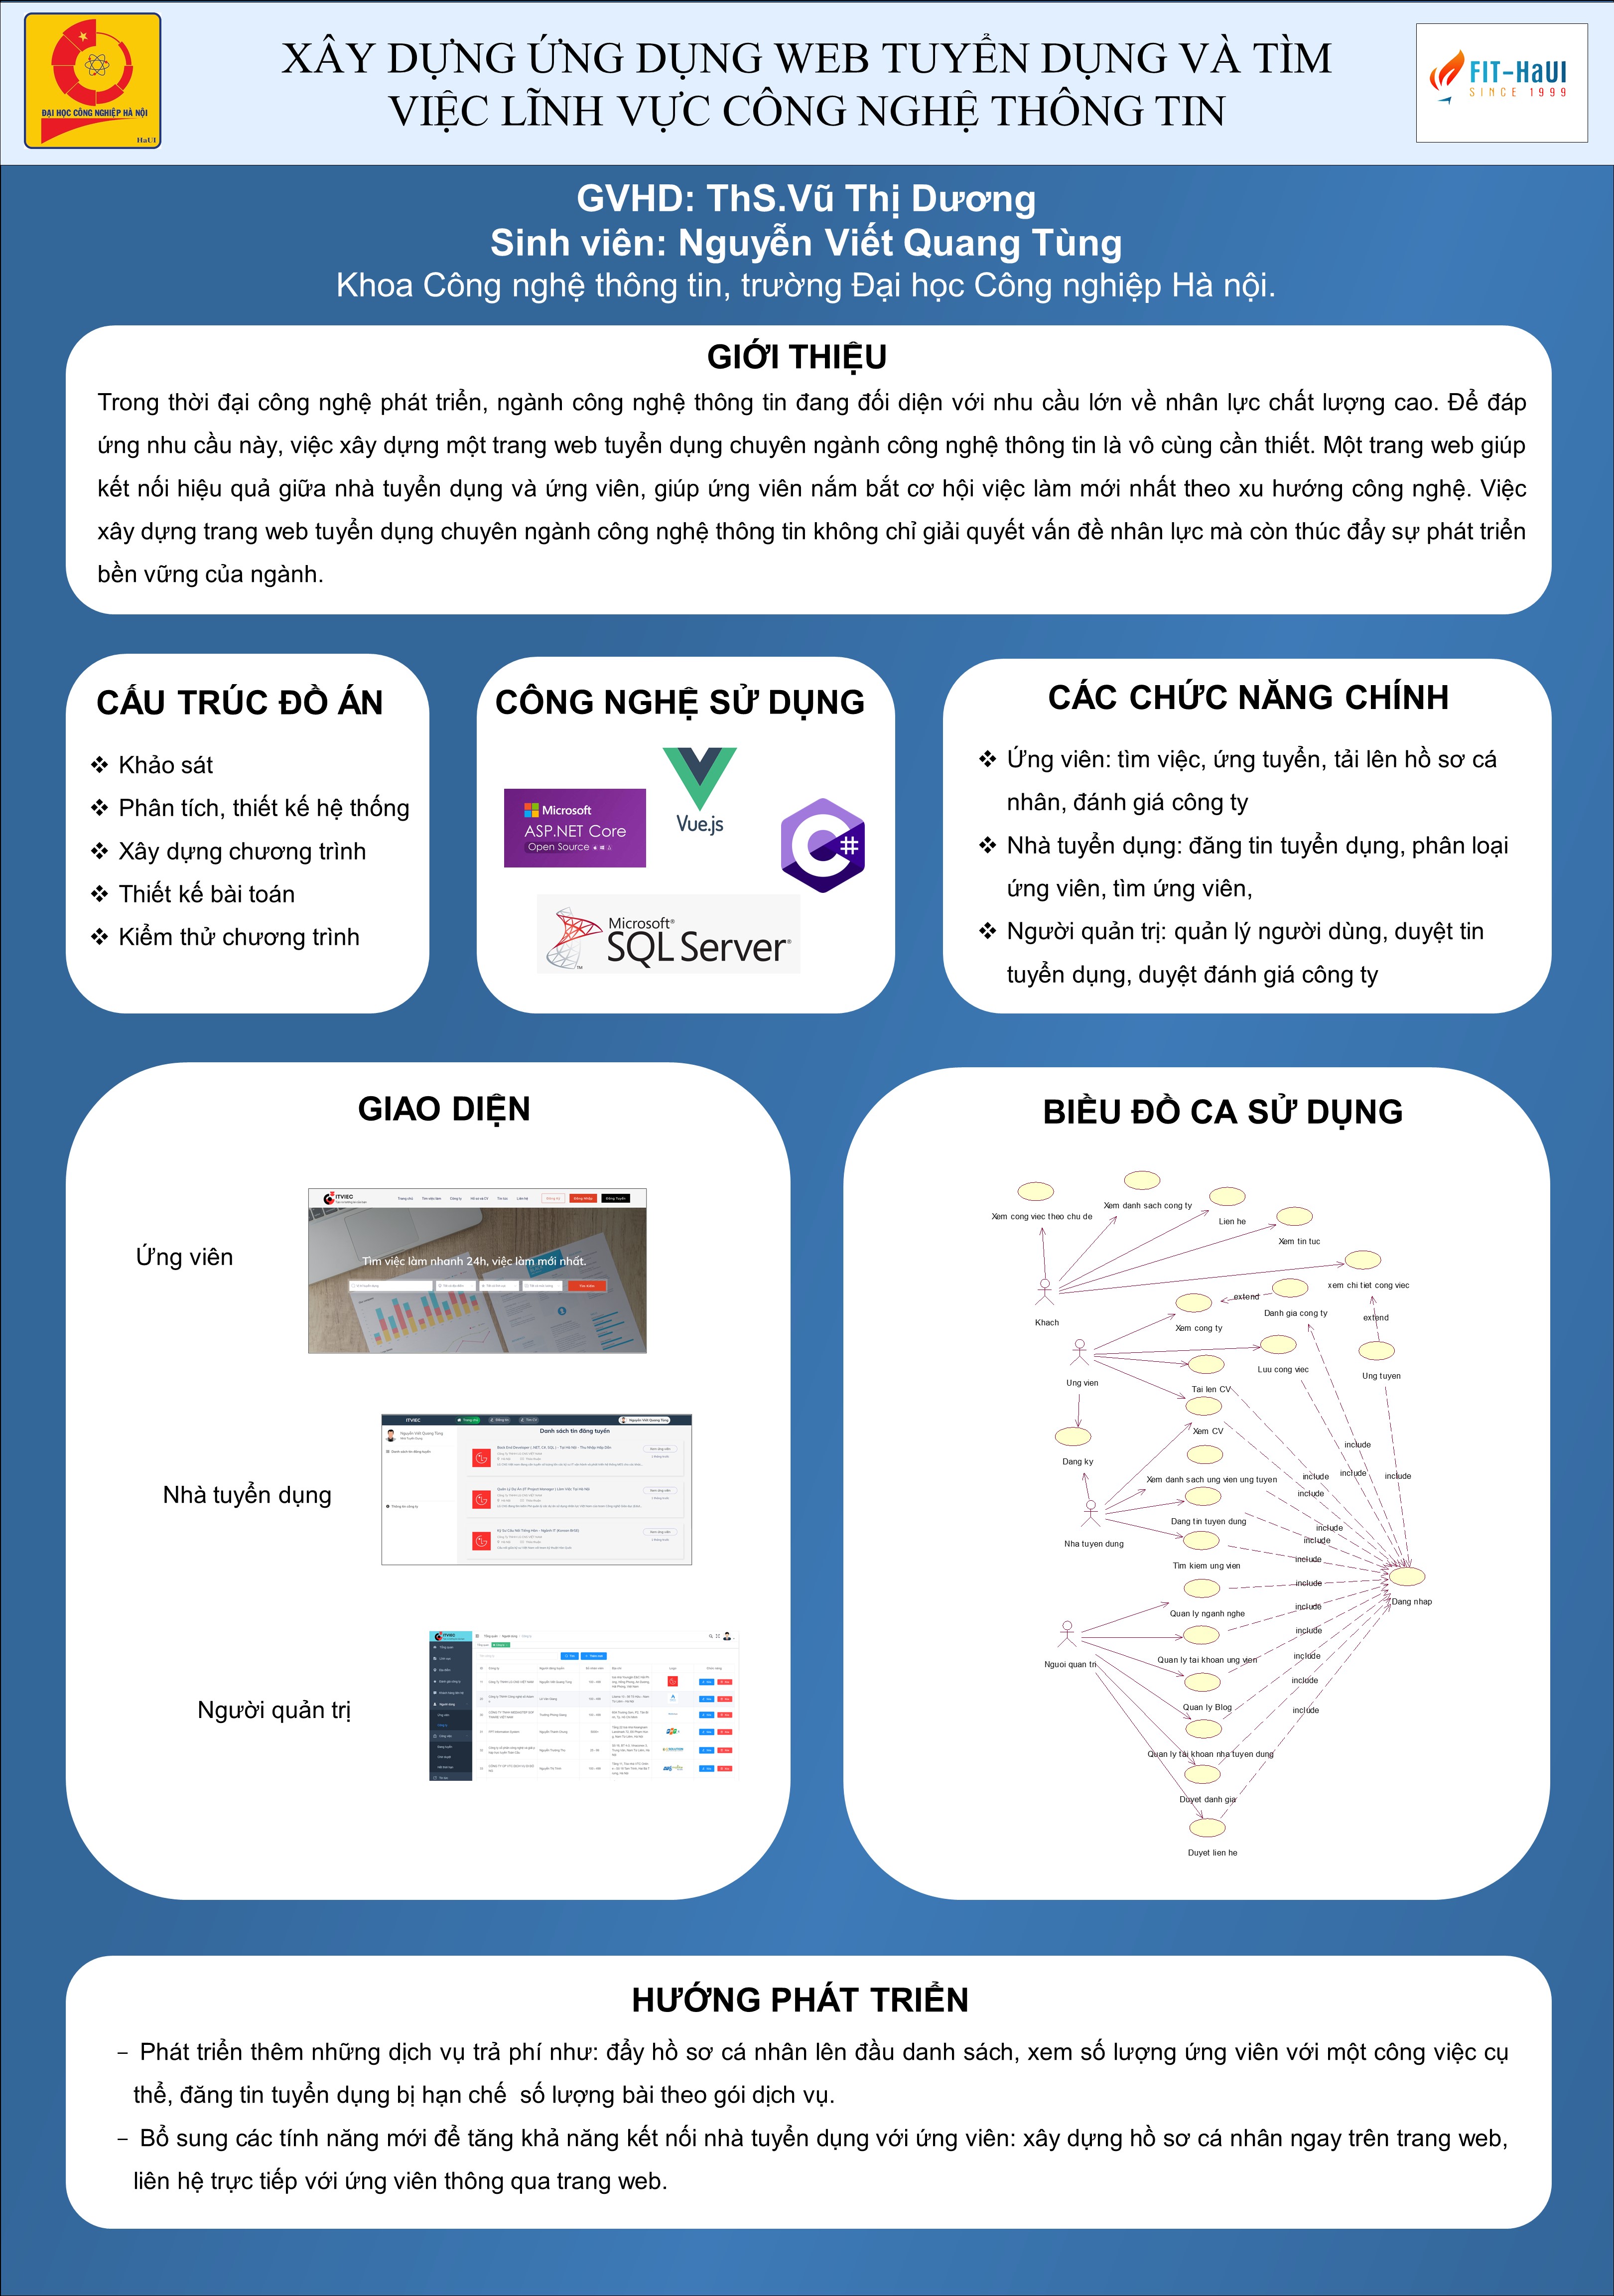 ĐẠI HỌC CÔNG NGHIỆP HÀ NỘI
HaUI
XÂY DỰNG ỨNG DỤNG WEB TUYỂN DỤNG VÀ TÌM
VIỆC LĨNH VỰC CÔNG NGHỆ THÔNG TIN
FIT-HaUI
SINCE 1999
GVHD: ThS.Vũ Thị Dương
Sinh viên: Nguyễn Viết Quang Tùng
Khoa Công nghệ thông tin, trường Đại học Công nghiệp Hà nội.
GIỚI THIỆU
Trong thời đại công nghệ phát triển, ngành công nghệ thông tin đang đối diện với nhu cầu lớn về nhân lực chất lượng cao. Để đáp
ứng nhu cầu này, việc xây dựng một trang web tuyển dụng chuyên ngành công nghệ thông tin là vô cùng cần thiết. Một trang web giúp
kết nối hiệu quả giữa nhà tuyển dụng và ứng viên, giúp ứng viên nắm bắt cơ hội việc làm mới nhất theo xu hướng công nghệ. Việc
xây dựng trang web tuyển dụng chuyên ngành công nghệ thông tin không chỉ giải quyết vấn đề nhân lực mà còn thúc đẩy sự phát triển
bền vững của ngành.
CẤU TRÚC ĐỒ ÁN
❖ Khảo sát
❖ Phân tích, thiết kế hệ thống
❖ Xây dựng chương trình
❖ Thiết kế bài toán
❖ Kiểm thử chương trình
CÔNG NGHỆ SỬ DỤNG
Vue.js
Microsoft
ASP.NET Core
Open Source
C#
Microsoft®
SQL Server®
CÁC CHỨC NĂNG CHÍNH
❖ Ứng viên: tìm việc, ứng tuyển, tải lên hồ sơ cá
nhân, đánh giá công ty
❖ Nhà tuyển dụng: đăng tin tuyển dụng, phân loại
ứng viên, tìm ứng viên,
❖ Người quản trị: quản lý người dùng, duyệt tin
tuyển dụng, duyệt đánh giá công ty
GIAO DIỆN
Ứng viên
ITVIEC
Tìm việc làm nhanh 24h, việc làm mới nhất.
Nhà tuyển dụng
ITVIEC
Nguyễn Viết Quang Tùng
Danh sách tin đăng tuyển
Người quản trị
ITVIEC
BIỂU ĐỒ CA SỬ DỤNG
Xem cong viec theo chu de
Xem danh sach cong ty
Lien he
Xem tin tuc
xem chi tiet cong viec
Khach
extend
Danh gia cong ty
extend
Xem cong ty
Luu cong viec
Ung tuyen
Ung vien
Tai len CV
Xem CV
Dang ky
include
include
include
include
Xem danh sach ung vien ung tuyen
include
Dang tin tuyen dung
include
include
Nha tuyen dung
Tim kiem ung vien
include
include
Dang nhap
Quan ly nganh nghe
include
include
Nguoi quan tri
Quan ly tai khoan ung vien
include
include
Quan ly Blog
include
Quan ly tai khoan nha tuyen dung
Duyet danh gia
Duyet lien he
HƯỚNG PHÁT TRIỂN
– Phát triển thêm những dịch vụ trả phí như: đẩy hồ sơ cá nhân lên đầu danh sách, xem số lượng ứng viên với một công việc cụ
thể, đăng tin tuyển dụng bị hạn chế số lượng bài theo gói dịch vụ.
– Bổ sung các tính năng mới để tăng khả năng kết nối nhà tuyển dụng với ứng viên: xây dựng hồ sơ cá nhân ngay trên trang web,
liên hệ trực tiếp với ứng viên thông qua trang web.